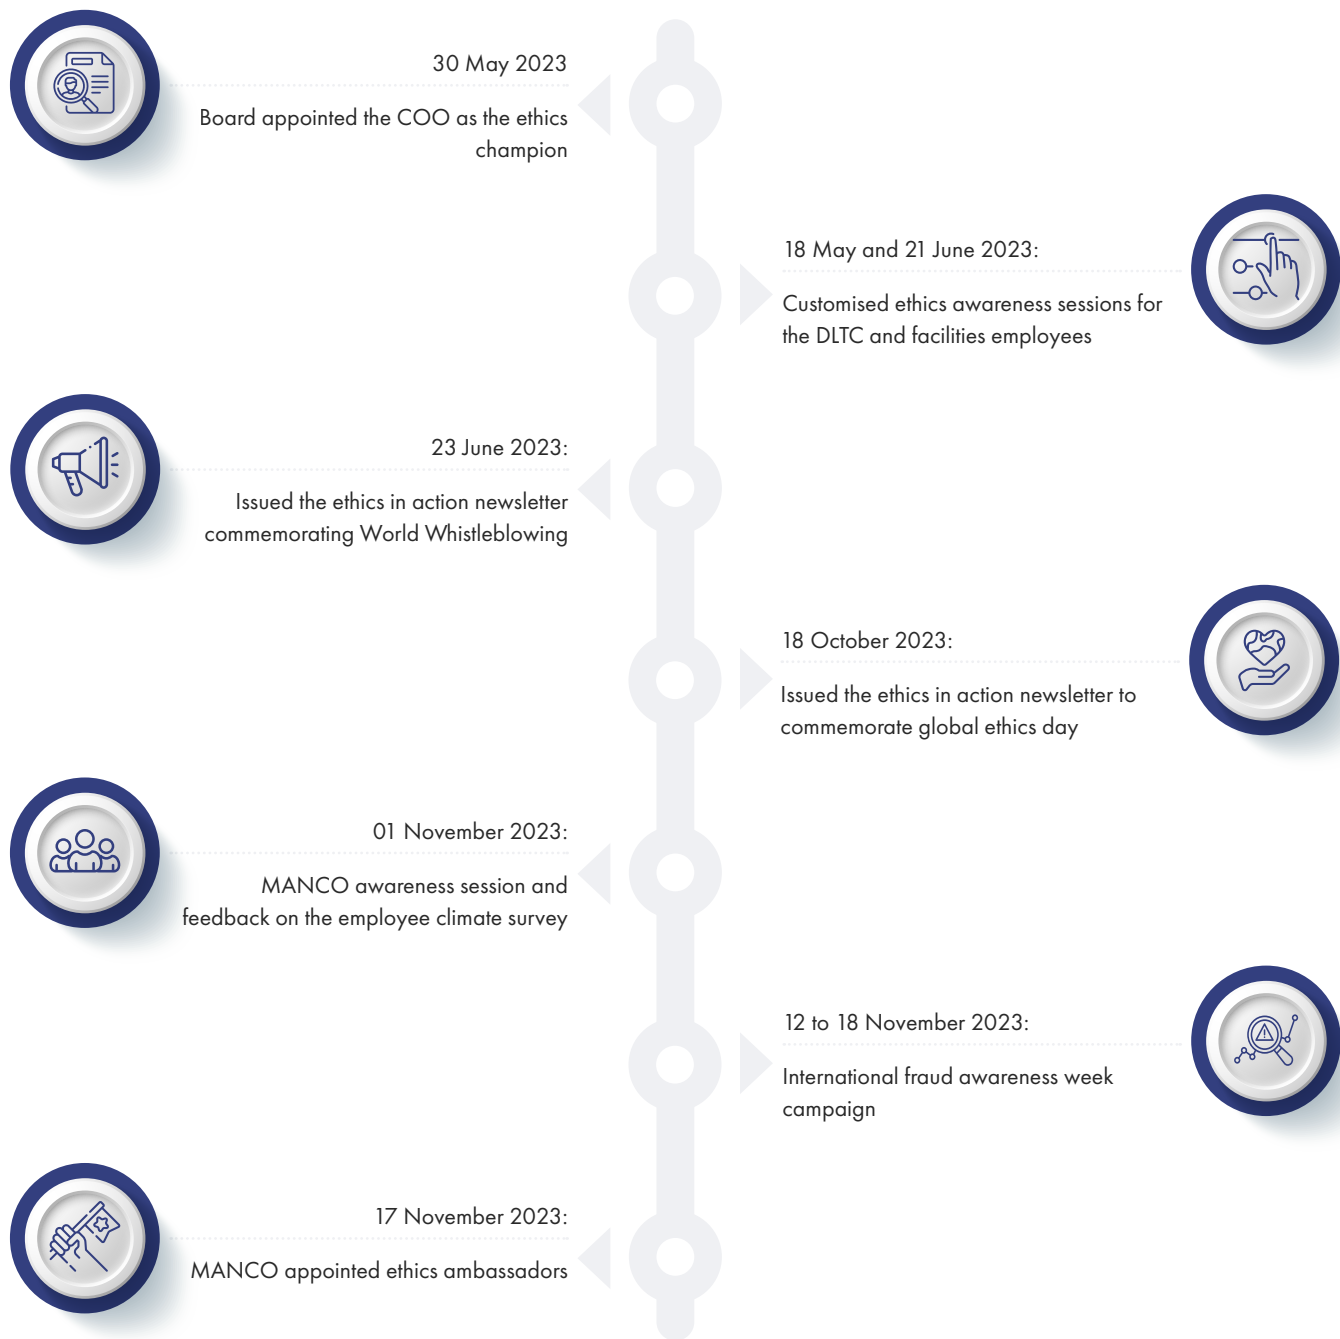 30 May 2023
Board appointed the COO as the ethics
champion
18 May and 21 June 2023:
Customised ethics awareness sessions for
the DLTC and facilities employees
23 June 2023:
Issued the ethics in action newsletter
commemorating World Whistleblowing
18 October 2023:
Issued the ethics in action newsletter to
commemorate global ethics day
01 November 2023:
MANCO awareness session and
feedback on the employee climate survey
12 to 18 November 2023:
International fraud awareness week
campaign
17 November 2023:
MANCO appointed ethics ambassadors